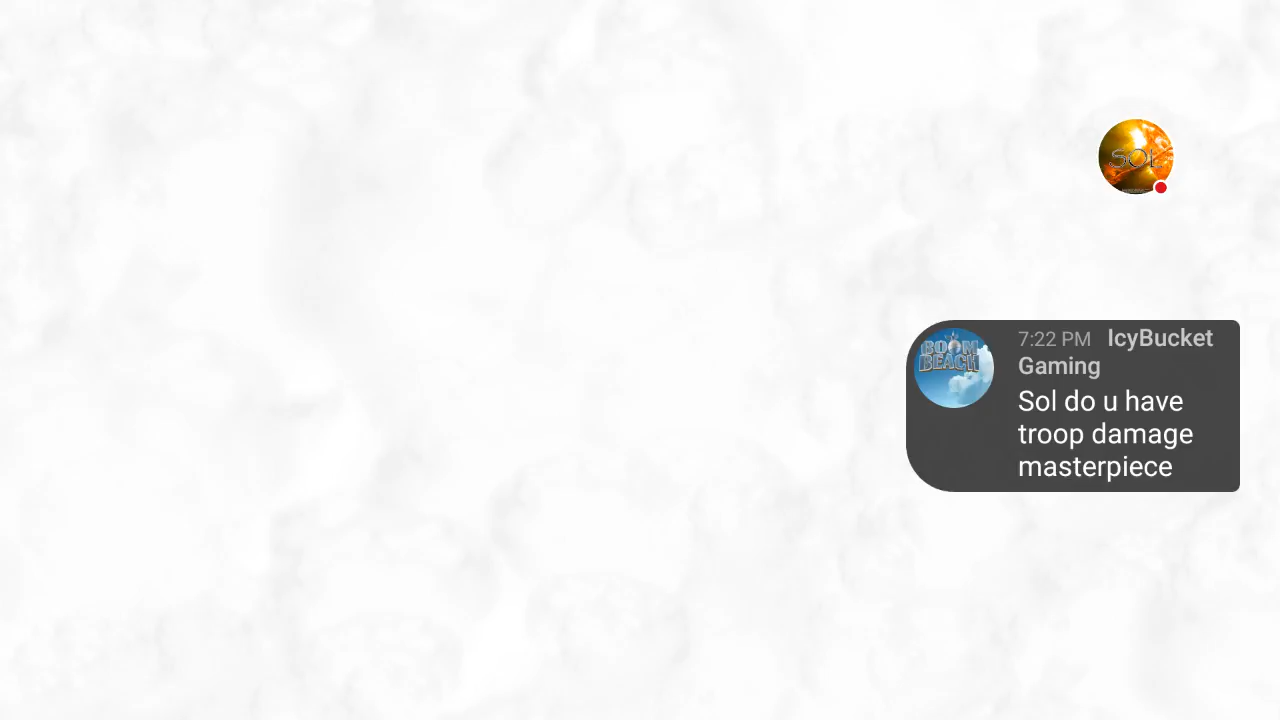 SOL
7:22 PM IcyBucket
Gaming
BOOM
BEACH
Sol do u have
troop damage
masterpiece